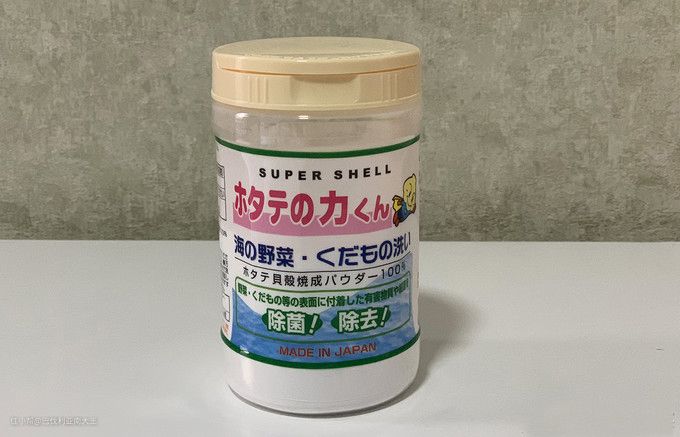 SUPER SHELL
ホタテの力くん
海の野菜・くだもの洗い
ホタテ貝殻焼成パウダー100%
野菜・くだもの等の表面に付着した有害物質や細菌を
除菌! 除去!
MADE IN JAPAN